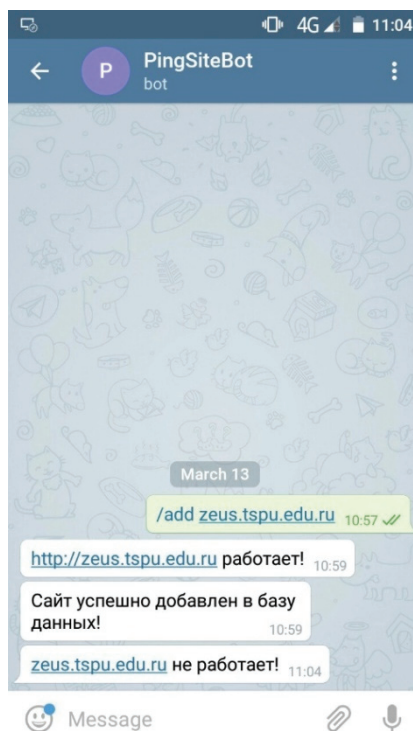 4G 11:04
P PingSiteBot
bot
March 13
/add zeus.tspu.edu.ru 10:57
http://zeus.tspu.edu.ru работает! 10:59
Сайт успешно добавлен в базу
данных! 10:59
zeus.tspu.edu.ru не работает! 11:04
Message